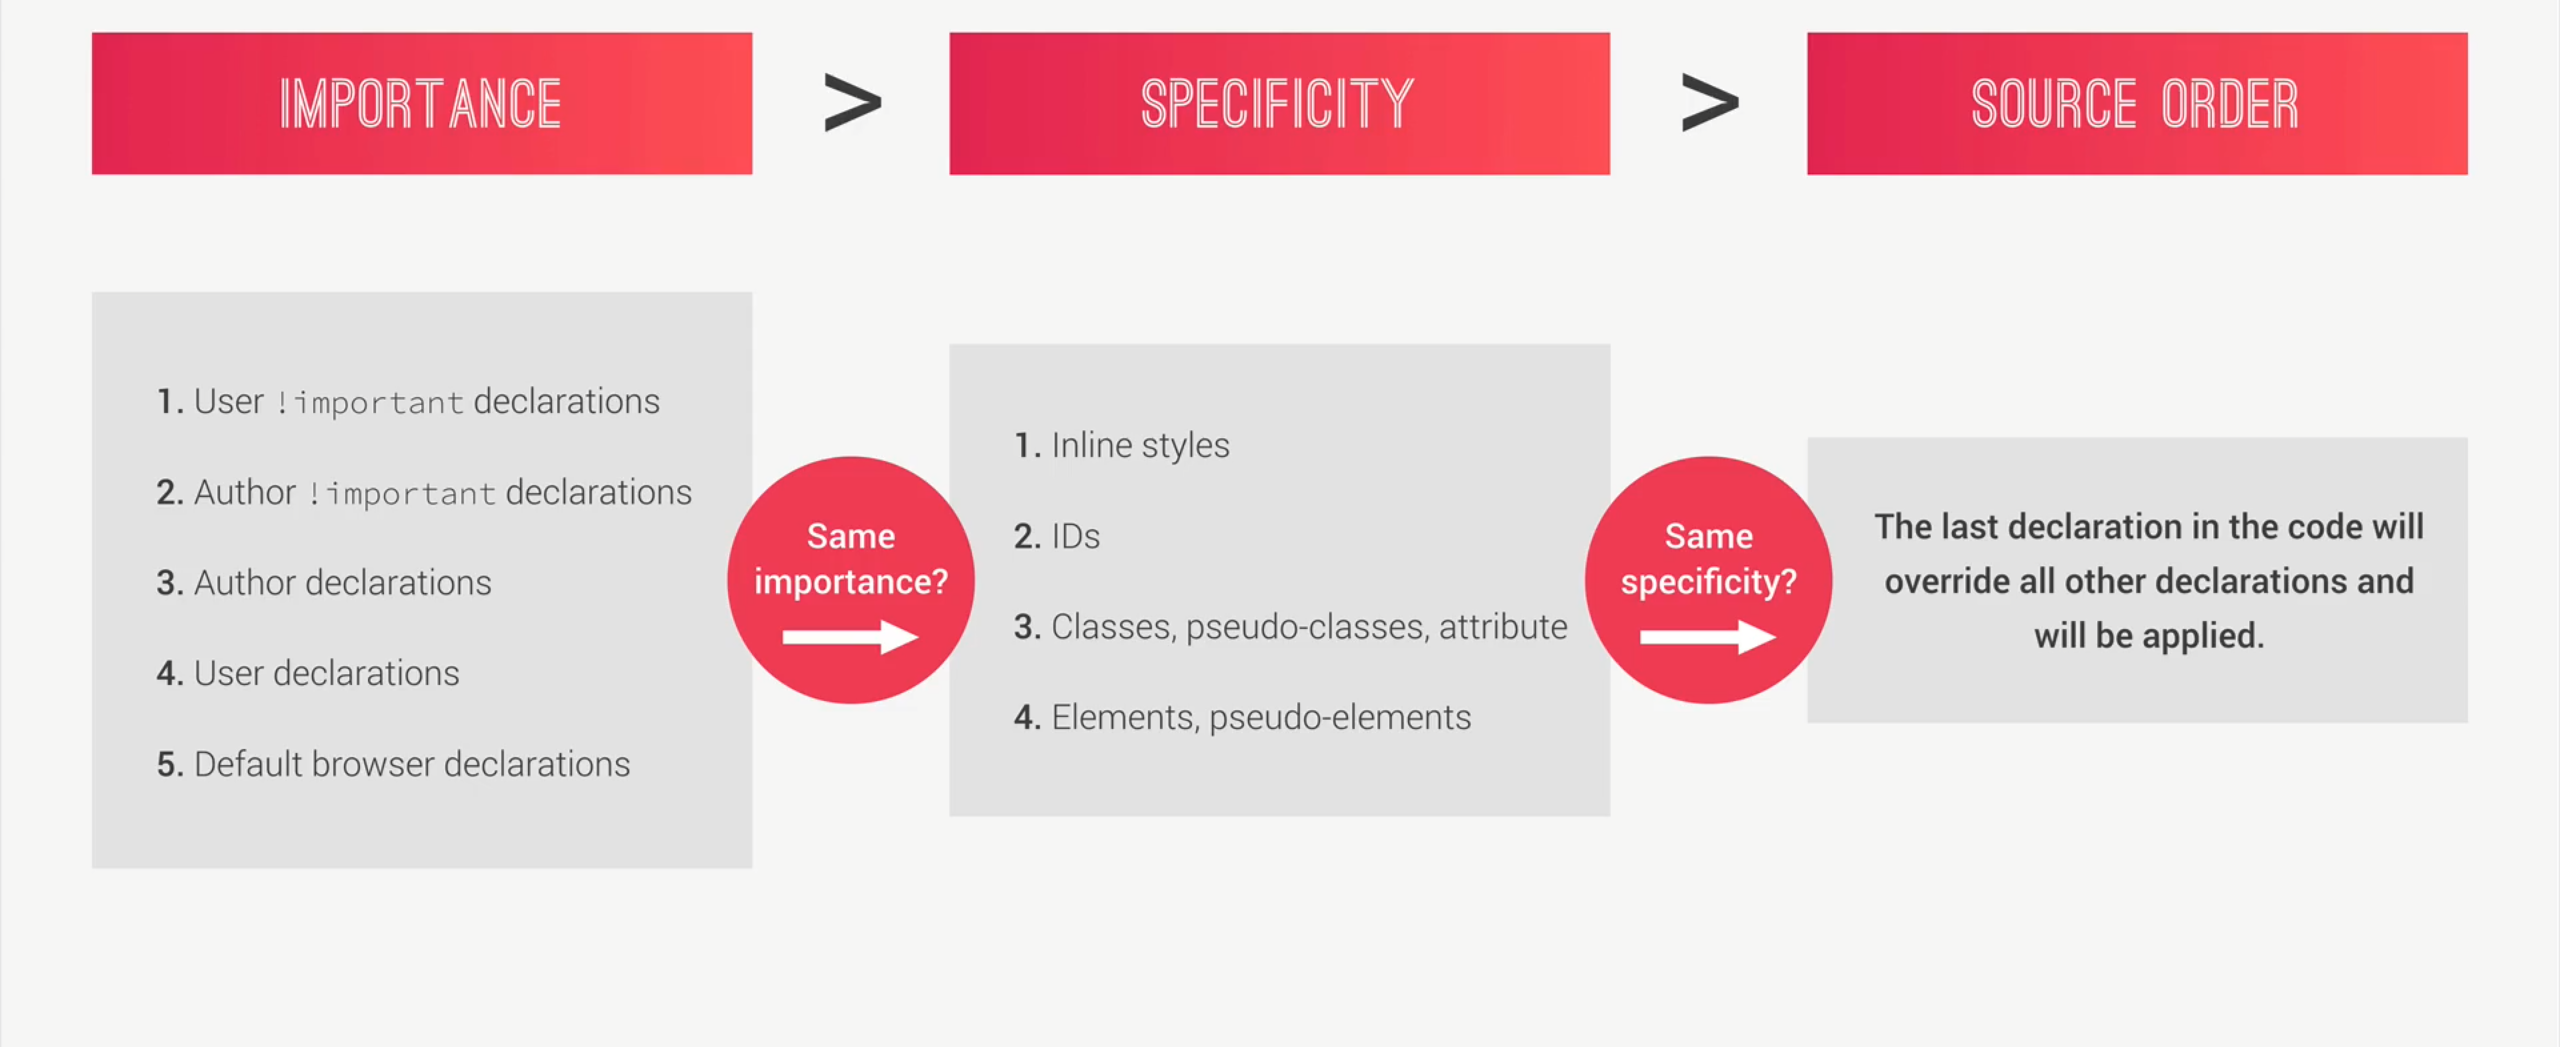 IMPORTANCE
>
SPECIFICITY
>
SOURCE ORDER
1. User !important declarations
2. Author !important declarations
3. Author declarations
4. User declarations
5. Default browser declarations
Same
importance?
1. Inline styles
2. IDs
3. Classes, pseudo-classes, attribute
4. Elements, pseudo-elements
Same
specificity?
The last declaration in the code will
override all other declarations and
will be applied.